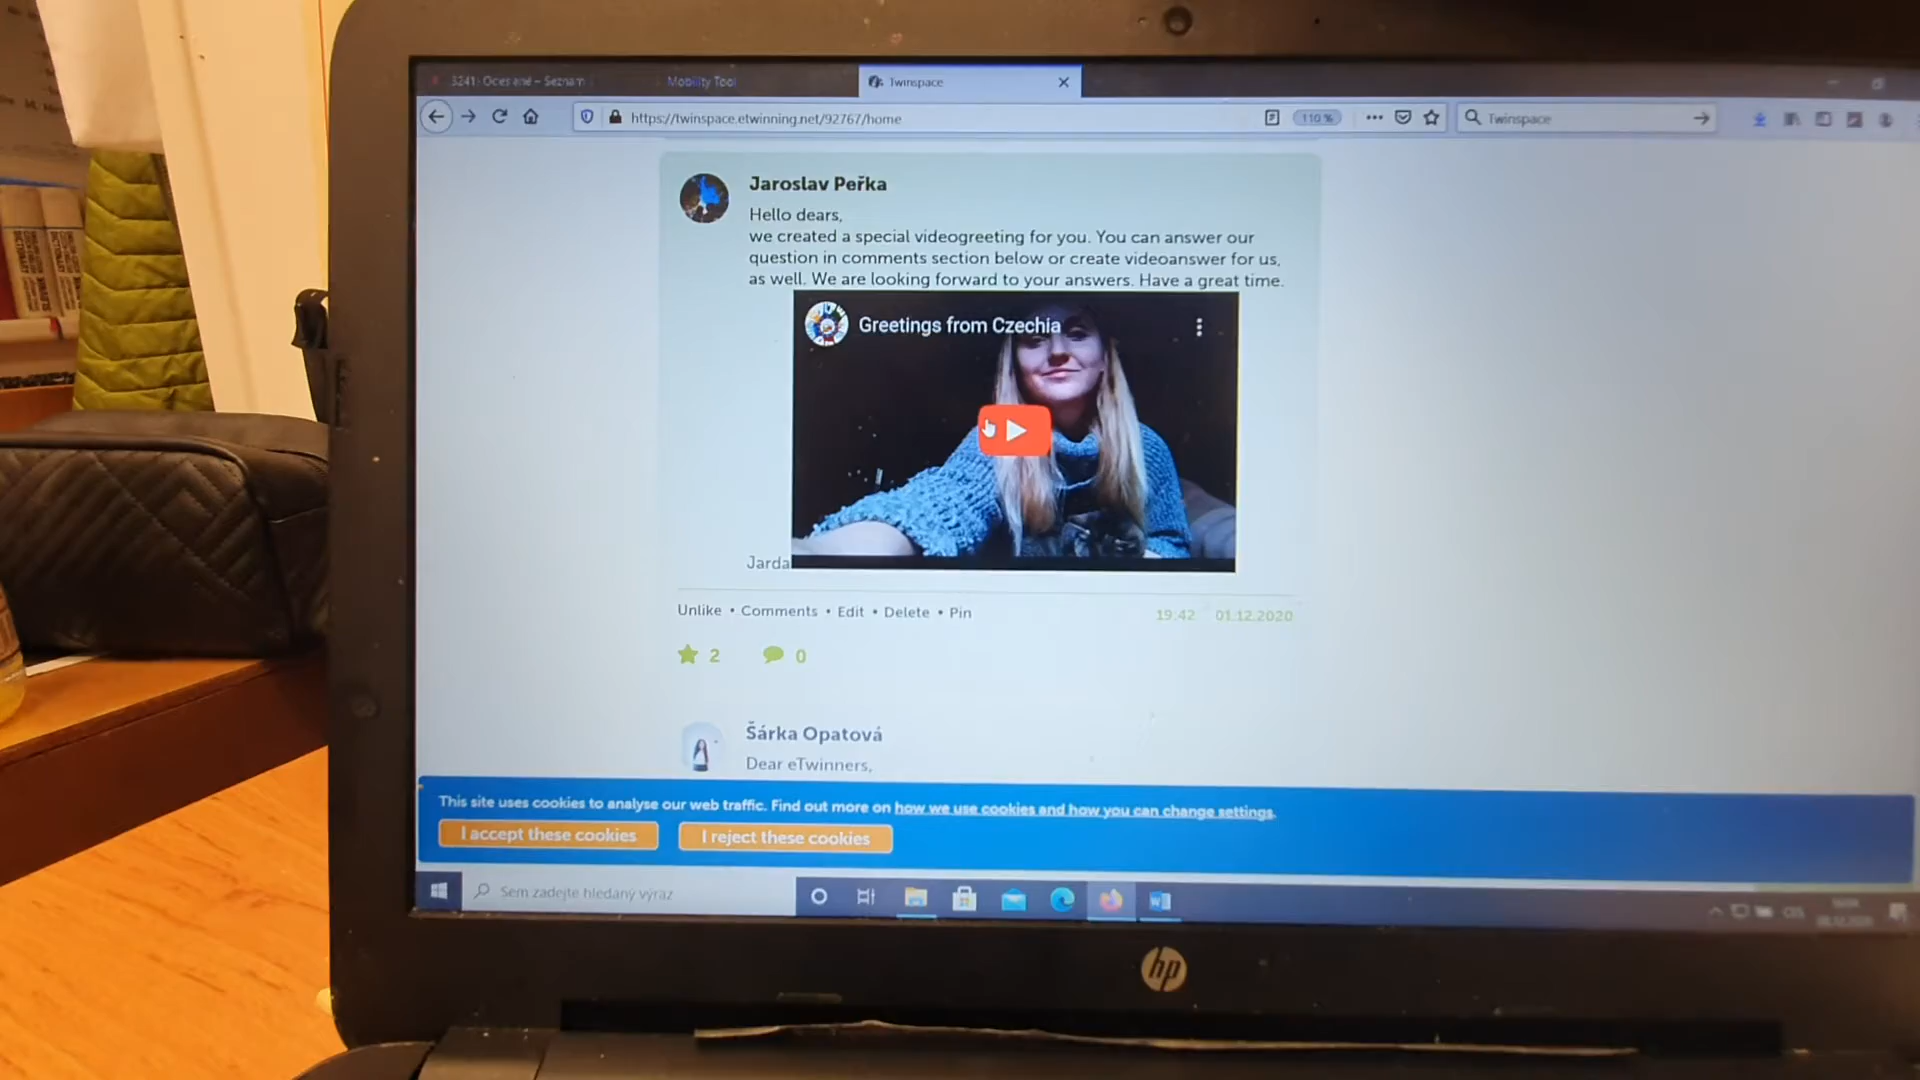 Mobility Tool
Twinspace
https://twinspace.etwinning.net/92767/home
110 %
Twinspace
Jaroslav Peřka
Hello dears,
we created a special videogreeting for you. You can answer our
question in comments section below or create videoanswer for us,
as well. We are looking forward to your answers. Have a great time.
Greetings from Czechia
Jarda
Unlike • Comments • Edit • Delete • Pin
19:42 01.12.2020
2 0
Šárka Opatová
Dear eTwinners,
This site uses cookies to analyse our web traffic. Find out more on how we use cookies and how you can change settings.
I accept these cookies
I reject these cookies
Sem zadejte hledaný výraz
hp